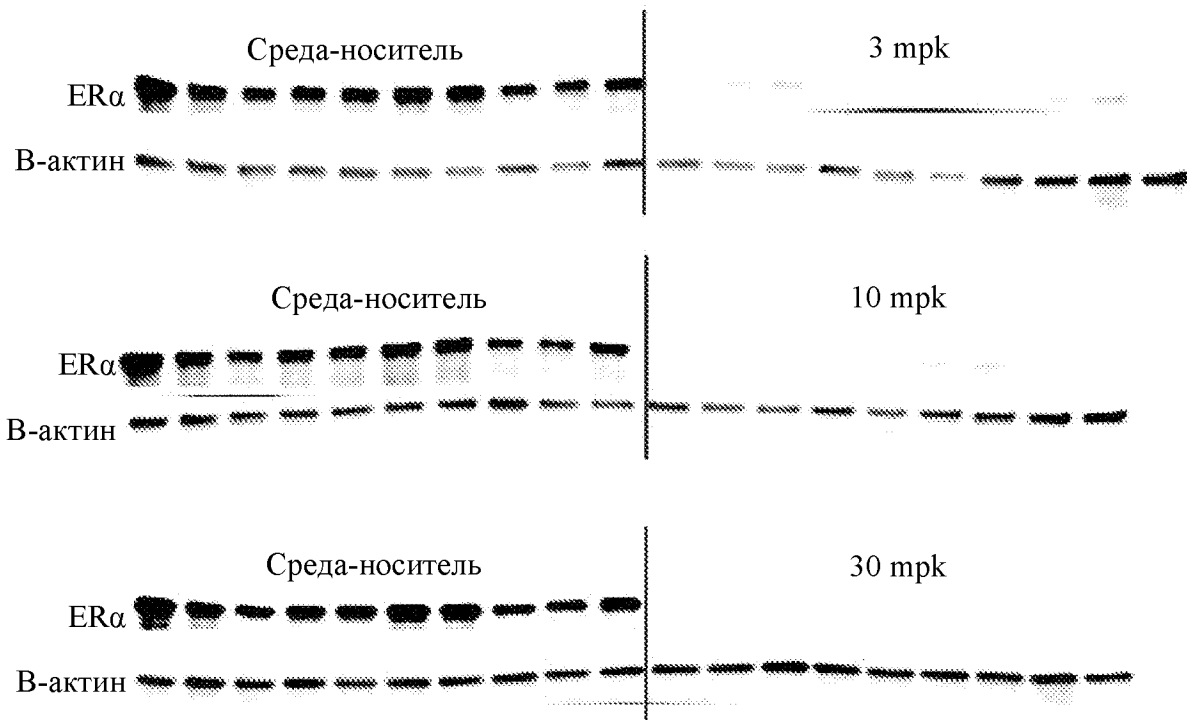 Среда-носитель 3 mpk
ERα
В-актин
Среда-носитель 10 mpk
ERα
В-актин
Среда-носитель 30 mpk
ERα
В-актин